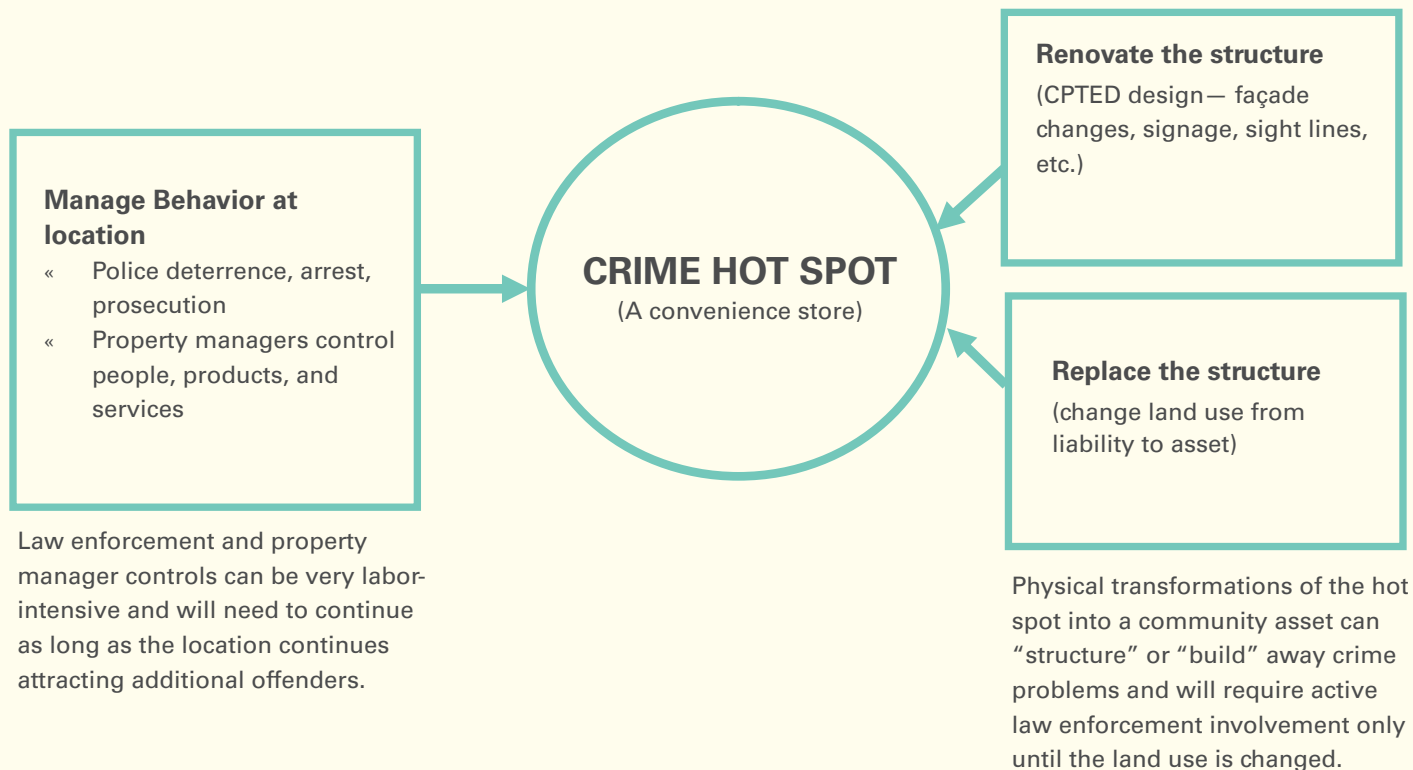 Manage Behavior at
location
« Police deterrence, arrest,
prosecution
« Property managers control
people, products, and
services
Law enforcement and property
manager controls can be very labor-
intensive and will need to continue
as long as the location continues
attracting additional offenders.
CRIME HOT SPOT
(A convenience store)
Renovate the structure
(CPTED design— façade
changes, signage, sight lines,
etc.)
Replace the structure
(change land use from
liability to asset)
Physical transformations of the hot
spot into a community asset can
“structure” or “build” away crime
problems and will require active
law enforcement involvement only
until the land use is changed.